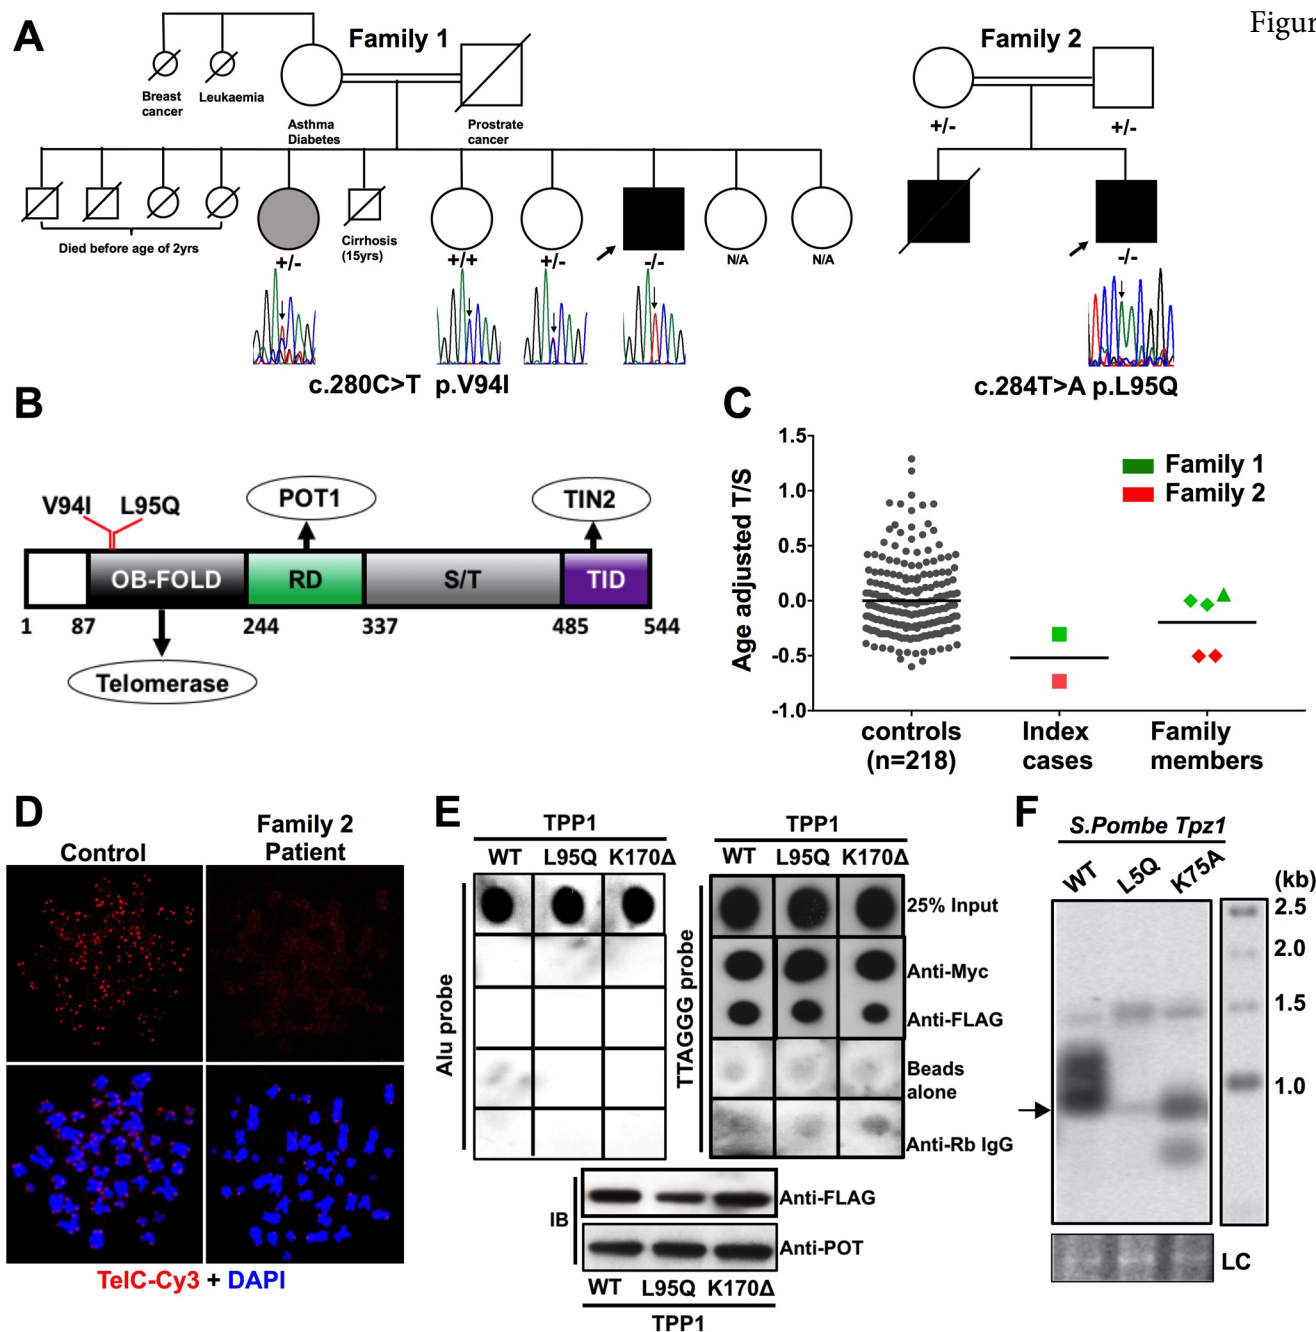 Figur
A
Family 1
Family 2
Breast
cancer
Leukaemia
Asthma
Diabetes
Prostrate
cancer
+/-
+/-
Died before age of 2yrs
+/-
Cirrhosis
(15yrs)
+/+
+/-
-/-
N/A
N/A
-/-
c.280C>T p.V94I
c.284T>A p.L95Q
B
V94I
L95Q
POT1
TIN2
OB-FOLD
RD
S/T
TID
1
87
244
337
485
544
Telomerase
C
Age adjusted T/S
1.5
1.0
0.5
0.0
-0.5
-1.0
Family 1
Family 2
controls
(n=218)
Index
cases
Family
members
D
Control
Family 2
Patient
TelC-Cy3 + DAPI
E
TPP1
WT L95Q K170Δ
Alu probe
TPP1
WT L95Q K170Δ
TTAGGG probe
25% Input
Anti-Myc
Anti-FLAG
Beads
alone
Anti-Rb IgG
IB
Anti-FLAG
Anti-POT
WT L95Q K170Δ
TPP1
F
S.Pombe Tpz1
WT
L5Q
K75A
(kb)
2.5
2.0
1.5
1.0
LC